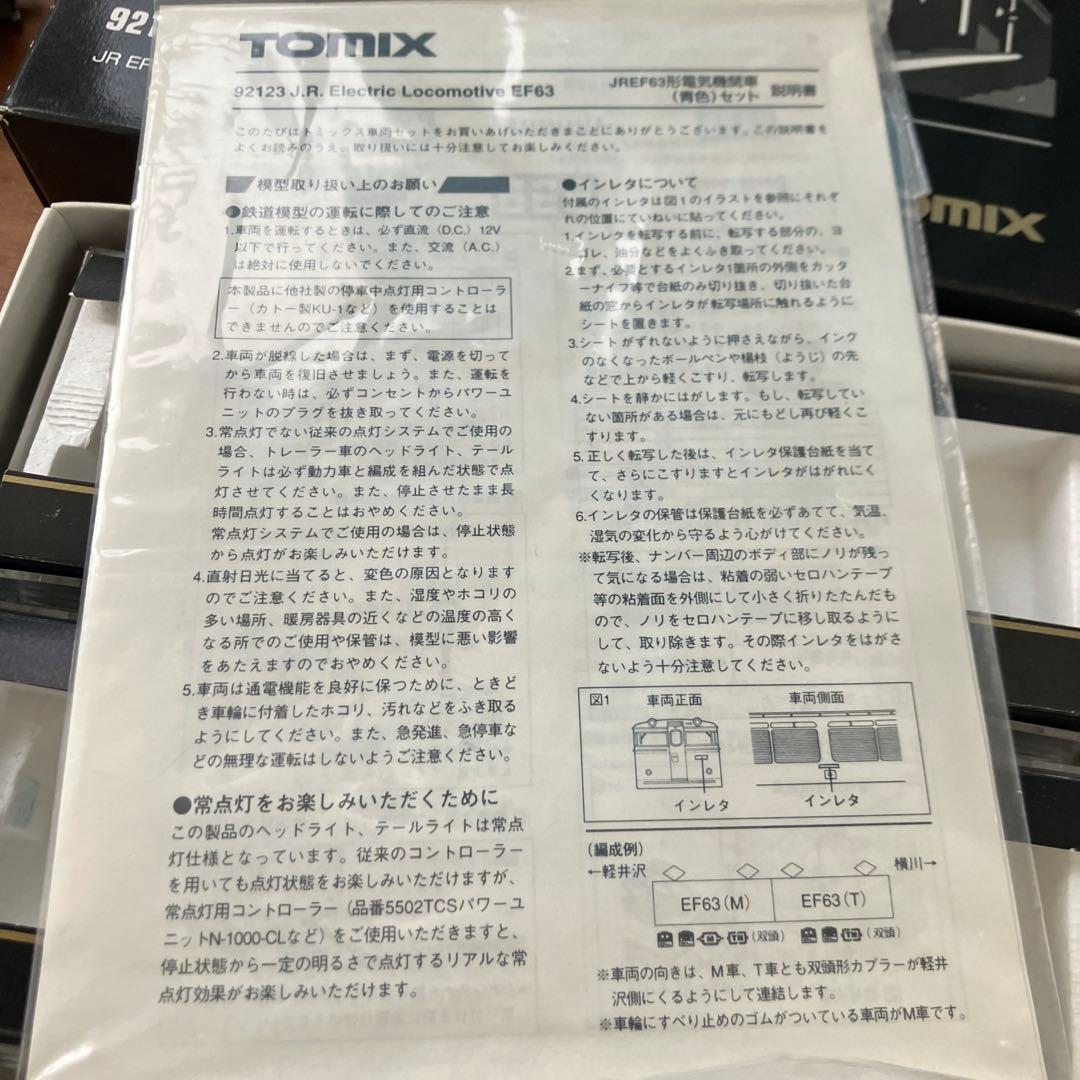 921
JR EF
TOMIX
92123 J.R. Electric Locomotive EF63
JREF63形電気機関車
(青色)セット
説明書
このたびはトミックス車両セットをお買いあげいただきまことにありがとうございます。この説明書を
よくお読みのうえ、取り扱いには十分注意してお楽しみください。
模型取り扱い上のお願い
●鉄道模型の運転に際してのご注意
1.車両を運転するときは、必ず直流(D.C.)12V
以下で行ってください。また、交流(A.C.)
は絶対に使用しないでください。
本製品に他社製の停車中点灯用コントローラ
ー(カトー製KU-1など)を使用することは
できませんのでご注意ください。
2.車両が脱線した場合は、まず、電源を切って
から車両を復旧させましょう。また、運転を
行わない時は、必ずコンセントからパワーユ
ニットのプラグを抜き取ってください。
3.常点灯でない従来の点灯システムでご使用の
場合、トレーラー車のヘッドライト、テール
ライトは必ず動力車と編成を組んだ状態で点
灯させてください。また、停止させたまま長
時間点灯することはおやめください。
常点灯システムでご使用の場合は、停止状態
から点灯がお楽しみいただけます。
4.直射日光に当てると、変色の原因となります
のでご注意ください。また、湿度やホコリの
多い場所、暖房器具の近くなどの温度の高く
なる所でのご使用や保管は、模型に悪い影響
をあたえますのでおやめください。
5.車両は通電機能を良好に保つために、ときど
き車輪に付着したホコリ、汚れなどをふき取る
ようにしてください。また、急発進、急停車な
どの無理な運転はしないようご注意ください。
●常点灯をお楽しみいただくために
この製品のヘッドライト、テールライトは常点
灯仕様となっています。従来のコントローラー
を用いても点灯状態をお楽しみいただけますが、
常点灯用コントローラー(品番5502TCSパワーユ
ニットN-1000-CLなど)をご使用いただきますと、
停止状態から一定の明るさで点灯するリアルな常
点灯効果がお楽しみいただけます。
●インレタについて
付属のインレタは図1のイラストを参照にそれぞ
れの位置にていねいに貼ってください。
1.インレタを転写する前に、転写する部分の、ヨ
ゴレ、油分などをよくふき取ってください。
2.まず、必要とするインレタ1箇所の外側をカッタ
ーナイフ等で台紙のみ切り抜き、切り抜いた台
紙の窓からインレタが転写場所に触れるように
シートを置きます。
3.シートがずれないように押さえながら、インク
のなくなったボールペンや楊枝(ようじ)の先
などで上から軽くこすり、転写します。
4.シートを静かにはがします。もし、転写してい
ない箇所がある場合は、元にもどし再び軽くこ
すります。
5.正しく転写した後は、インレタ保護台紙を当て
て、さらにこすりますとインレタがはがれにく
くなります。
6.インレタの保管は保護台紙を必ずあてて、気温、
湿気の変化から守るよう心がけてください。
※転写後、ナンバー周辺のボディ部にノリが残っ
て気になる場合は、粘着の弱いセロハンテープ
等の粘着面を外側にして小さく折りたたんだも
ので、ノリをセロハンテープに移し取るように
して、取り除きます。その際インレタをはがさ
ないよう十分注意してください。
図1 車両正面 車両側面
インレタ インレタ
(編成例)
←軽井沢 横川→
EF63(M) EF63(T)
(双頭) (双頭)
※車両の向きは、M車、T車とも双頭形カプラーが軽井
沢側にくるようにして連結します。
※車輪にすべり止めのゴムがついている車両がM車です。
OMIX